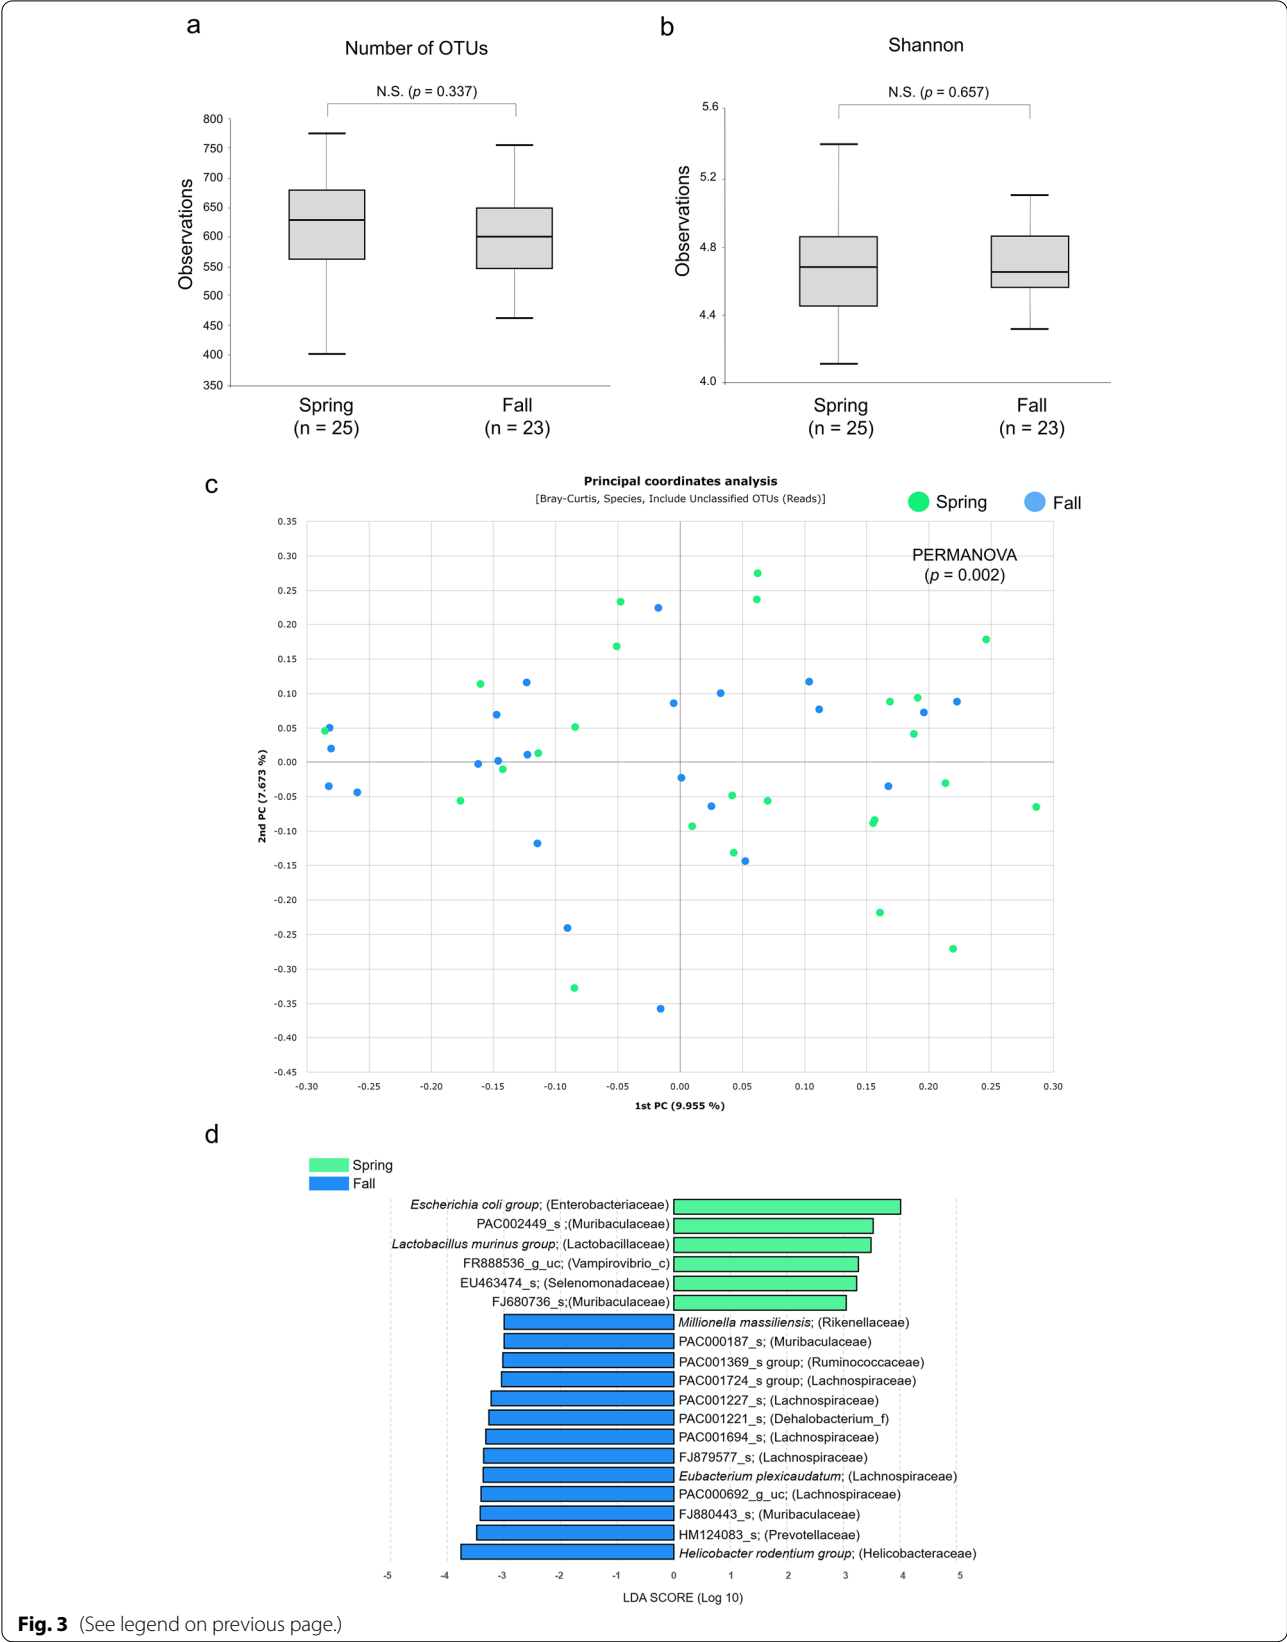 a
Number of OTUs
N.S. (p = 0.337)
800
750
700
650
600
550
500
450
400
350
Observations
Spring
(n = 25)
Fall
(n = 23)
b
Shannon
N.S. (p = 0.657)
5.6
5.2
4.8
4.4
4.0
Observations
Spring
(n = 25)
Fall
(n = 23)
c
Principal coordinates analysis
[Bray-Curtis, Species, Include Unclassified OTUs (Reads)]
Spring
Fall
PERMANOVA
(p = 0.002)
0.35
0.30
0.25
0.20
0.15
0.10
0.05
0.00
-0.05
-0.10
-0.15
-0.20
-0.25
-0.30
-0.35
-0.40
-0.45
2nd PC (7.673 %)
-0.30 -0.25 -0.20 -0.15 -0.10 -0.05 0.00 0.05 0.10 0.15 0.20 0.25 0.30
1st PC (9.955 %)
d
Spring
Fall
Escherichia coli group; (Enterobacteriaceae)
PAC002449_s ;(Muribaculaceae)
Lactobacillus murinus group; (Lactobacillaceae)
FR888536_g_uc; (Vampirovibrio_c)
EU463474_s; (Selenomonadaceae)
FJ680736_s;(Muribaculaceae)
Millionella massiliensis; (Rikenellaceae)
PAC000187_s; (Muribaculaceae)
PAC001369_s group; (Ruminococcaceae)
PAC001724_s group; (Lachnospiraceae)
PAC001227_s; (Lachnospiraceae)
PAC001221_s; (Dehalobacterium_f)
PAC001694_s; (Lachnospiraceae)
FJ879577_s; (Lachnospiraceae)
Eubacterium plexicaudatum; (Lachnospiraceae)
PAC000692_g_uc; (Lachnospiraceae)
FJ880443_s; (Muribaculaceae)
HM124083_s; (Prevotellaceae)
Helicobacter rodentium group; (Helicobacteraceae)
-5 -4 -3 -2 -1 0 1 2 3 4 5
LDA SCORE (Log 10)
Fig. 3 (See legend on previous page.)